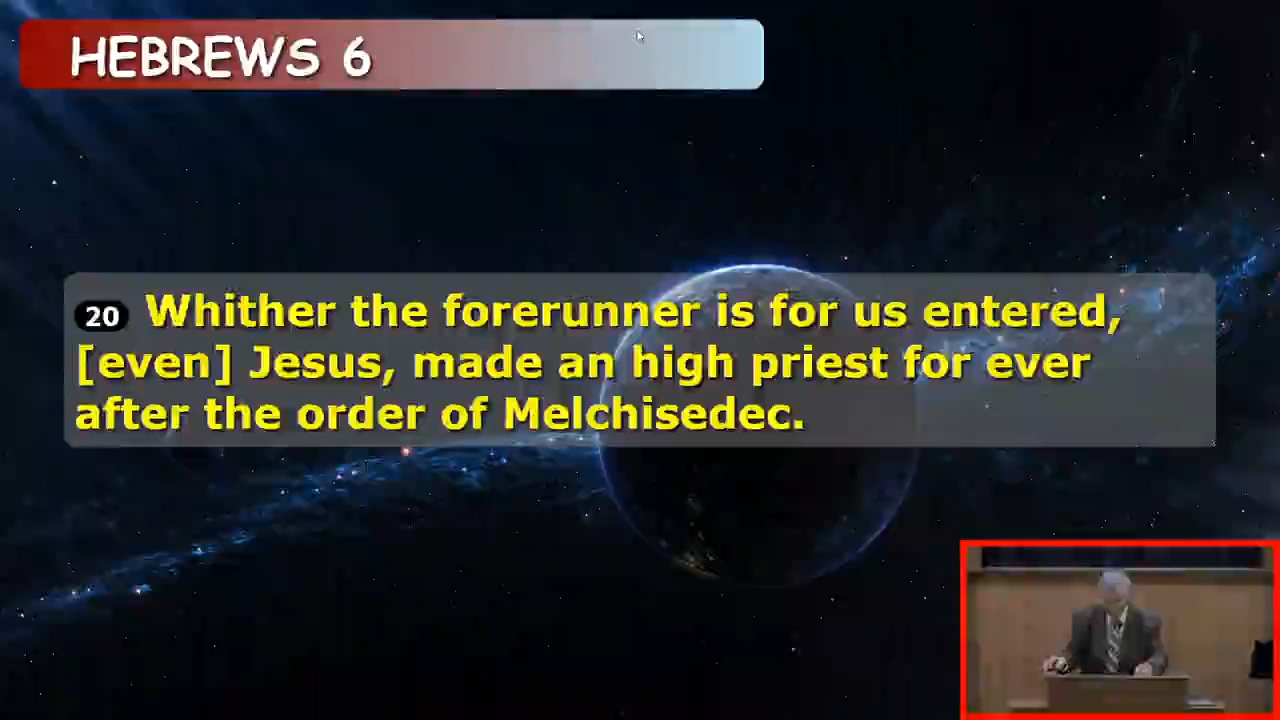 HEBREWS 6
20 Whither the forerunner is for us entered,
[even] Jesus, made an high priest for ever
after the order of Melchisedec.